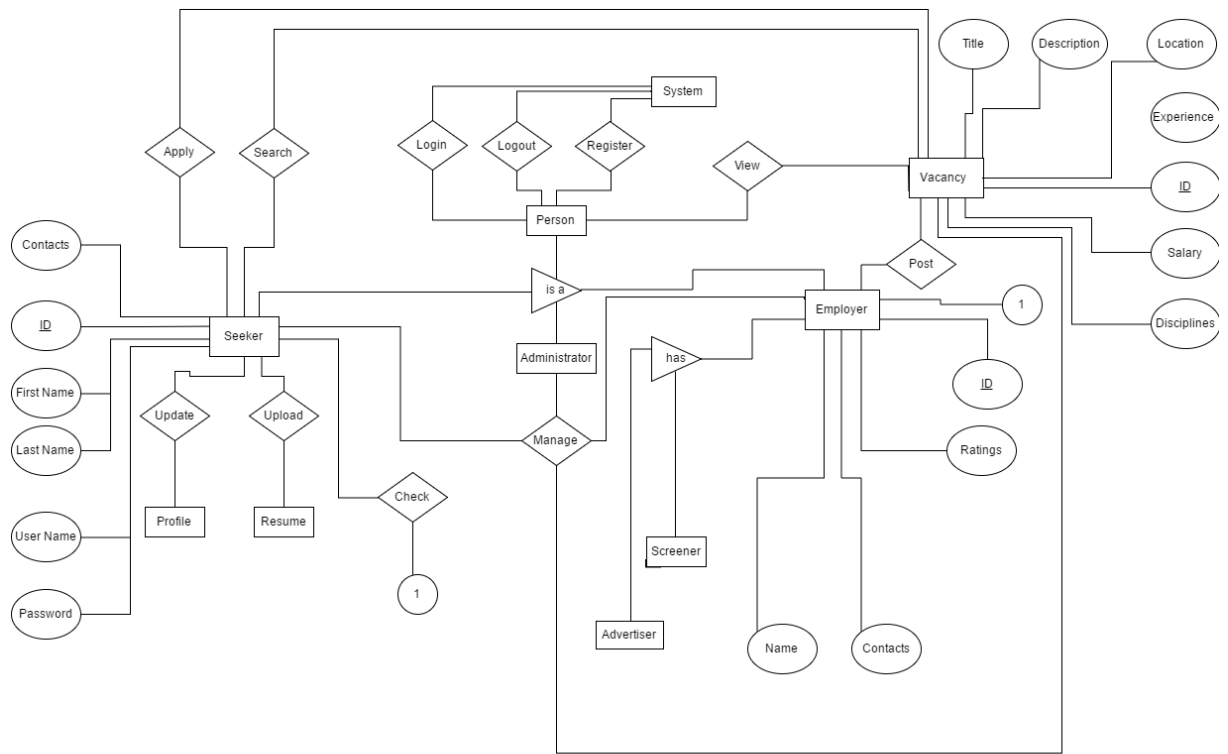 Title
Description
Location
System
Experience
Login
Logout
Register
Apply
Search
View
Vacancy
ID
Person
Contacts
Salary
Post
is a
Employer
1
ID
Seeker
Disciplines
Administrator
has
ID
First Name
Update
Upload
Manage
Last Name
Ratings
Check
Profile
Resume
User Name
Screener
1
Password
Advertiser
Name
Contacts